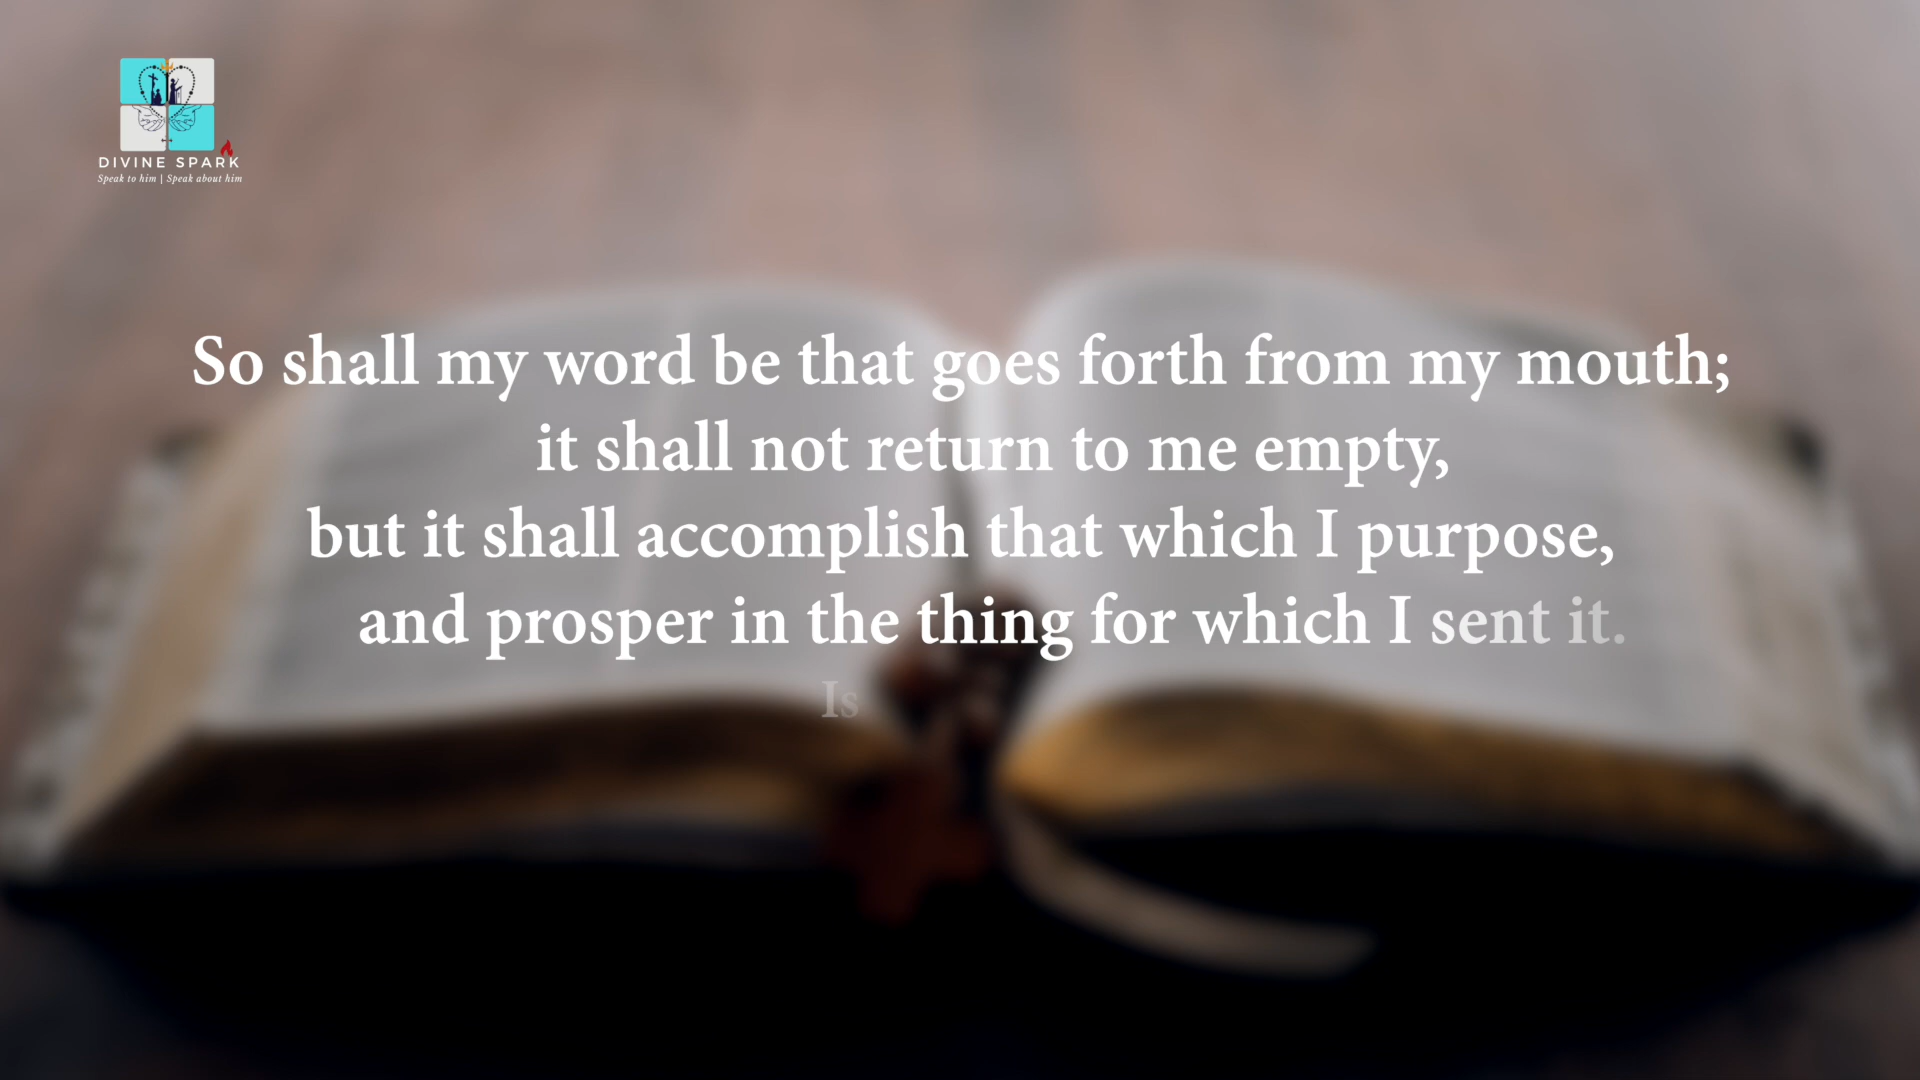 DIVINE SPARK
Speak to him | Speak about him
So shall my word be that goes forth from my mouth;
it shall not return to me empty,
but it shall accomplish that which I purpose,
and prosper in the thing for which I sent it.
Is